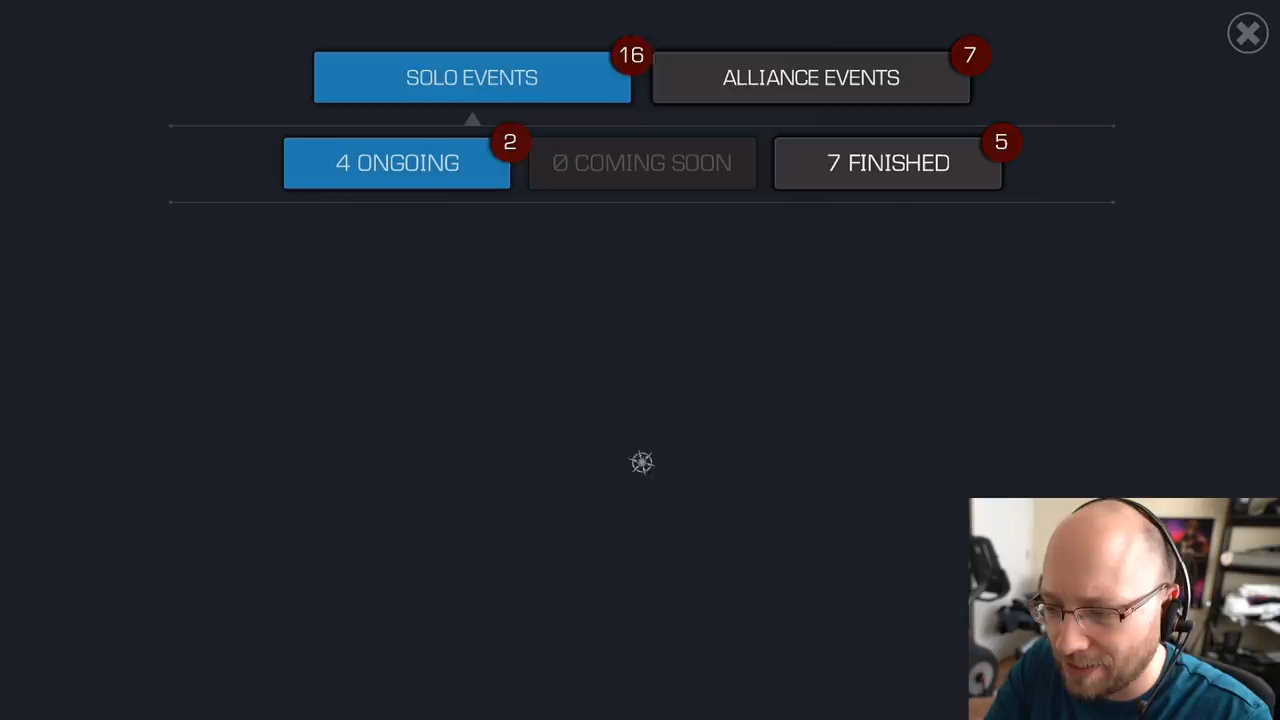 16
7
SOLO EVENTS
ALLIANCE EVENTS
2
5
4 ONGOING
0 COMING SOON
7 FINISHED